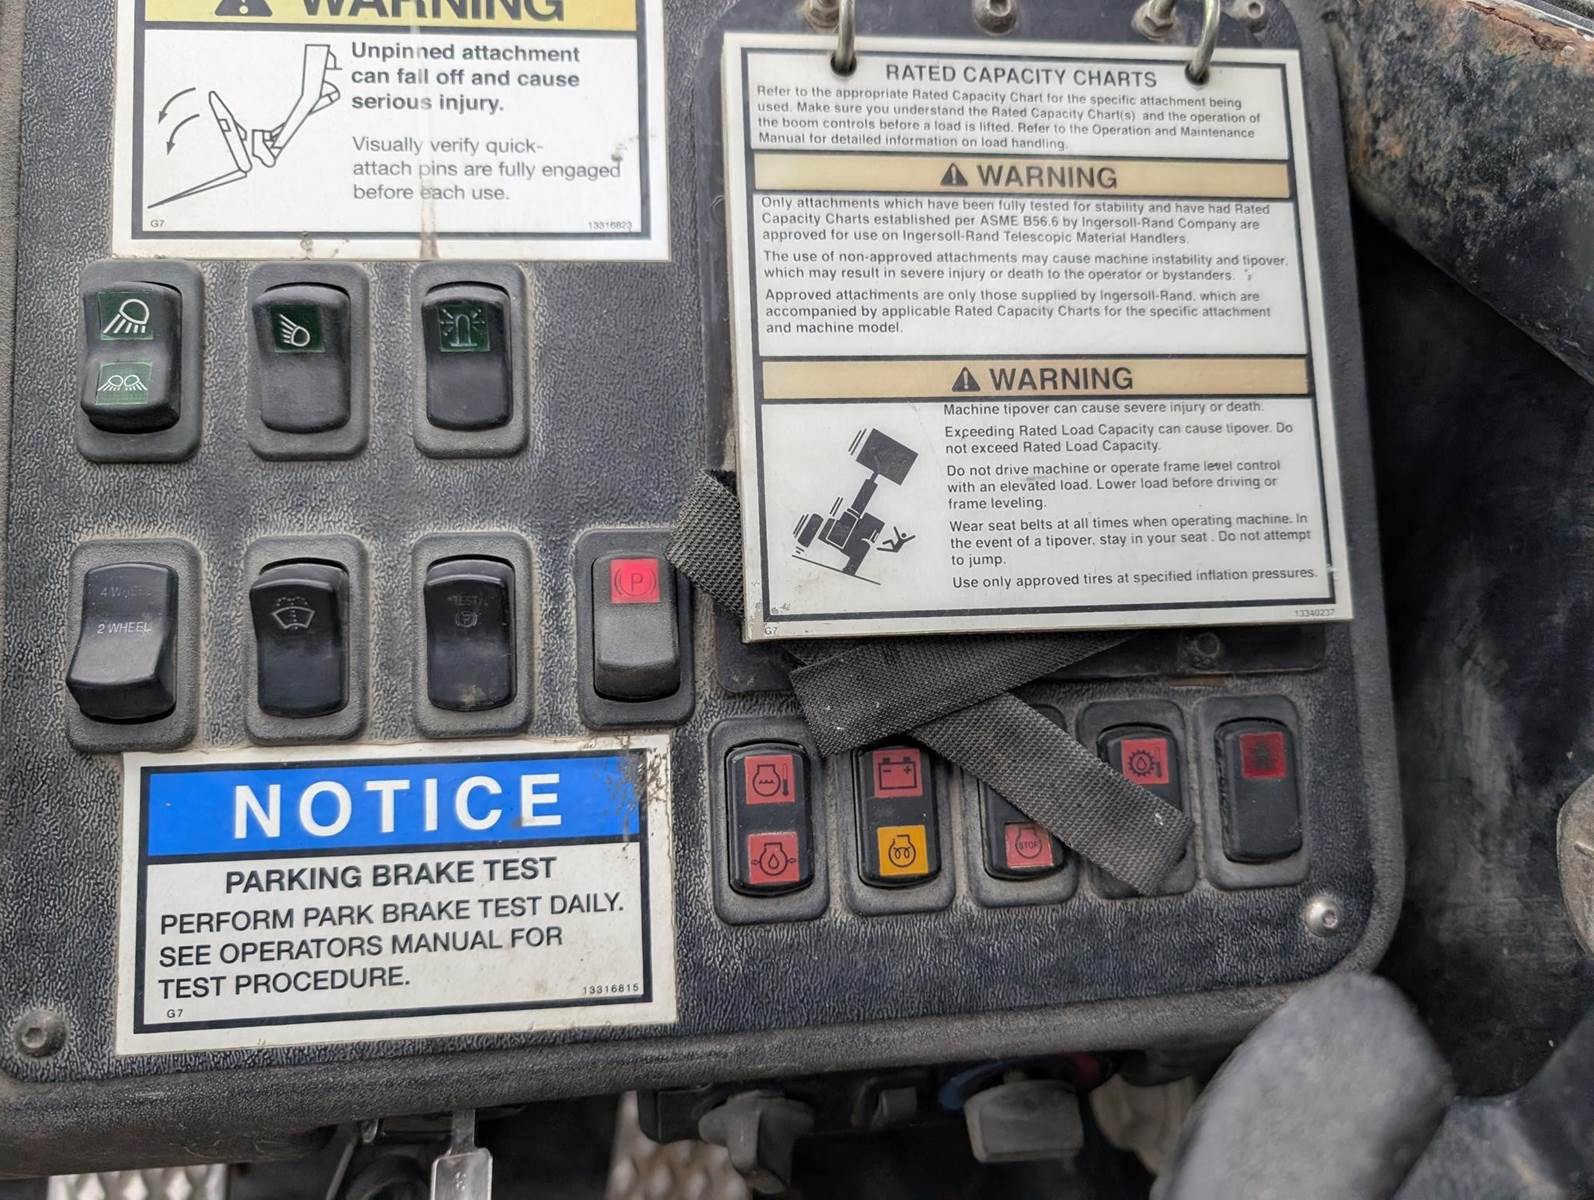 WARNING
Unpinned attachment
can fall off and cause
serious injury.
Visually verify quick-
attach pins are fully engaged
before each use.
G7
13316823
RATED CAPACITY CHARTS
Refer to the appropriate Rated Capacity Chart for the specific attachment being
used. Make sure you understand the Rated Capacity Chart(s) and the operation of
the boom controls before a load is lifted. Refer to the Operation and Maintenance
Manual for detailed information on load handling.
WARNING
Only attachments which have been fully tested for stability and have had Rated
Capacity Charts established per ASME B56.6 by Ingersoll-Rand Company are
approved for use on Ingersoll-Rand Telescopic Material Handlers.
The use of non-approved attachments may cause machine instability and tipover,
which may result in severe injury or death to the operator or bystanders.
Approved attachments are only those supplied by Ingersoll-Rand, which are
accompanied by applicable Rated Capacity Charts for the specific attachment
and machine model.
WARNING
Machine tipover can cause severe injury or death.
Exceeding Rated Load Capacity can cause tipover. Do
not exceed Rated Load Capacity.
Do not drive machine or operate frame level control
with an elevated load. Lower load before driving or
frame leveling.
Wear seat belts at all times when operating machine. In
the event of a tipover, stay in your seat. Do not attempt
to jump.
Use only approved tires at specified inflation pressures.
G7
13340237
4 WHEEL
2 WHEEL
TEST
P
P
STOP
NOTICE
PARKING BRAKE TEST
PERFORM PARK BRAKE TEST DAILY.
SEE OPERATORS MANUAL FOR
TEST PROCEDURE.
G7
13316815